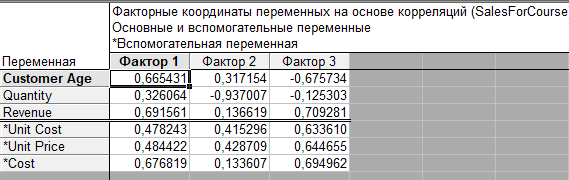 Факторные координаты переменных на основе корреляций (SalesForCourse
Основные и вспомогательные переменные
*Вспомогательная переменная
Переменная Фактор 1 Фактор 2 Фактор 3
Customer Age 0,665431 0,317154 -0,675734
Quantity 0,326064 -0,937007 -0,125303
Revenue 0,691561 0,136619 0,709281
*Unit Cost 0,478243 0,415296 0,633610
*Unit Price 0,484422 0,428709 0,644655
*Cost 0,676819 0,133607 0,694962